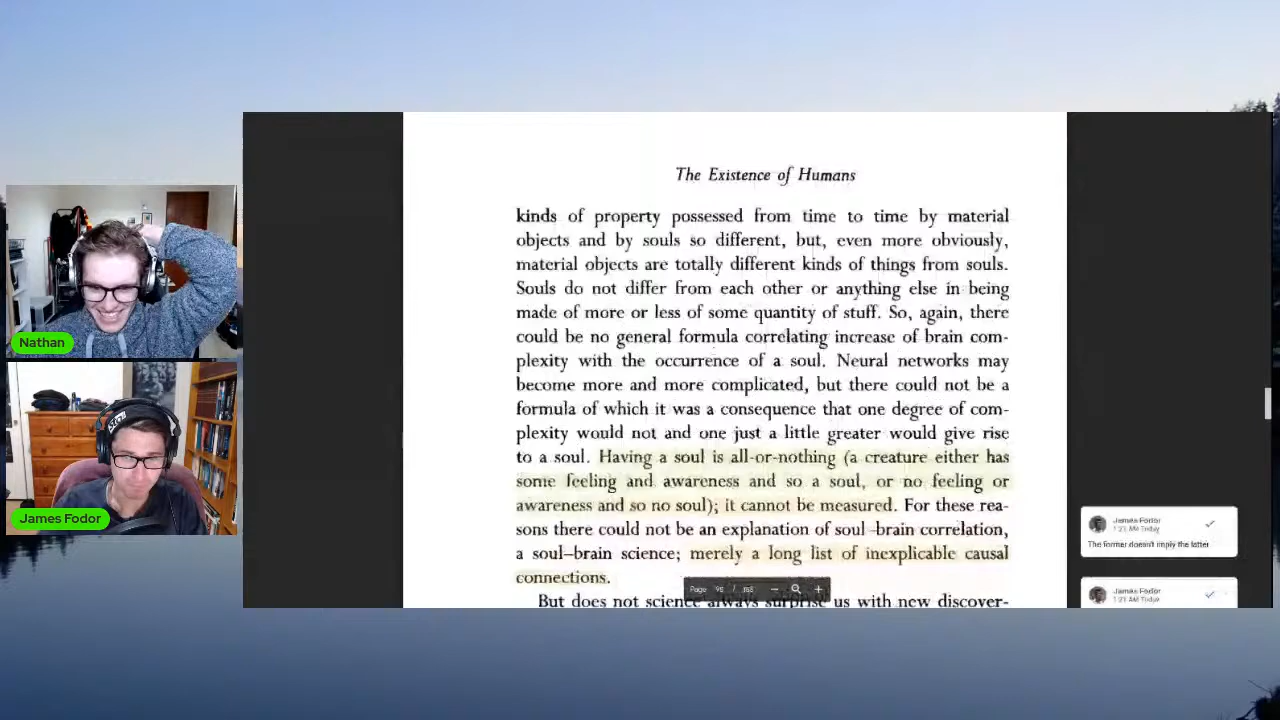 The Existence of Humans
kinds of property possessed from time to time by material
objects and by souls so different, but, even more obviously,
material objects are totally different kinds of things from souls.
Souls do not differ from each other or anything else in being
made of more or less of some quantity of stuff. So, again, there
could be no general formula correlating increase of brain com-
plexity with the occurrence of a soul. Neural networks may
become more and more complicated, but there could not be a
formula of which it was a consequence that one degree of com-
plexity would not and one just a little greater would give rise
to a soul. Having a soul is all-or-nothing (a creature either has
some feeling and awareness and so a soul, or no feeling or
awareness and so no soul); it cannot be measured. For these rea-
sons there could not be an explanation of soul–brain correlation,
a soul–brain science; merely a long list of inexplicable causal
connections.
But does not science always surprise us with new discover-
Page
Nathan
James Fodor
James Fodor
1:21 AM Today
The former doesn't imply the latter
James Fodor
1:21 AM Today